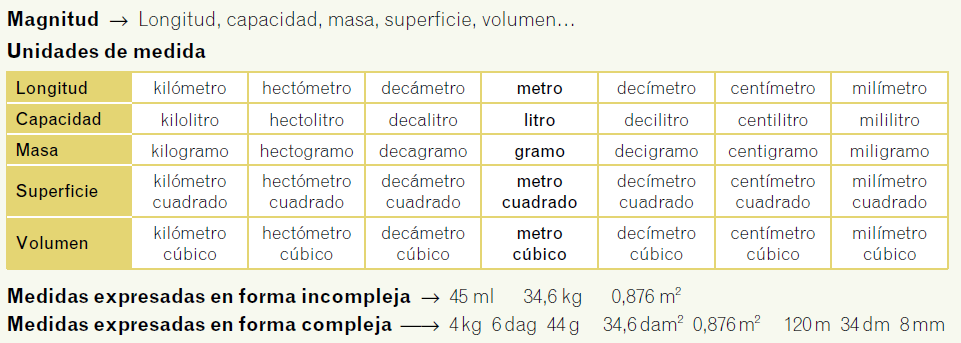 Magnitud → Longitud, capacidad, masa, superficie, volumen...
Unidades de medida
Longitud kilómetro hectómetro decámetro metro decímetro centímetro milímetro
Capacidad kilolitro hectolitro decalitro litro decilitro centilitro mililitro
Masa kilogramo hectogramo decagramo gramo decigramo centigramo miligramo
Superficie kilómetro cuadrado hectómetro cuadrado decámetro cuadrado metro cuadrado decímetro cuadrado centímetro cuadrado milímetro cuadrado
Volumen kilómetro cúbico hectómetro cúbico decámetro cúbico metro cúbico decímetro cúbico centímetro cúbico milímetro cúbico
Medidas expresadas en forma incompleja → 45 ml 34,6 kg 0,876 m²
Medidas expresadas en forma compleja → 4 kg 6 dag 44 g 34,6 dam² 0,876 m² 120 m 34 dm 8 mm